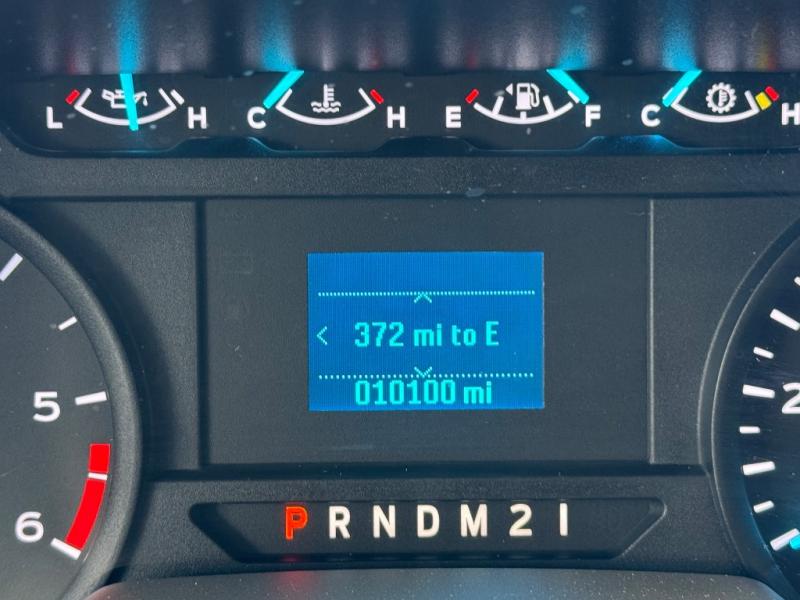 L H C H E F C H
372 mi to E
010100 mi
5
6
2
P R N D M 2 1